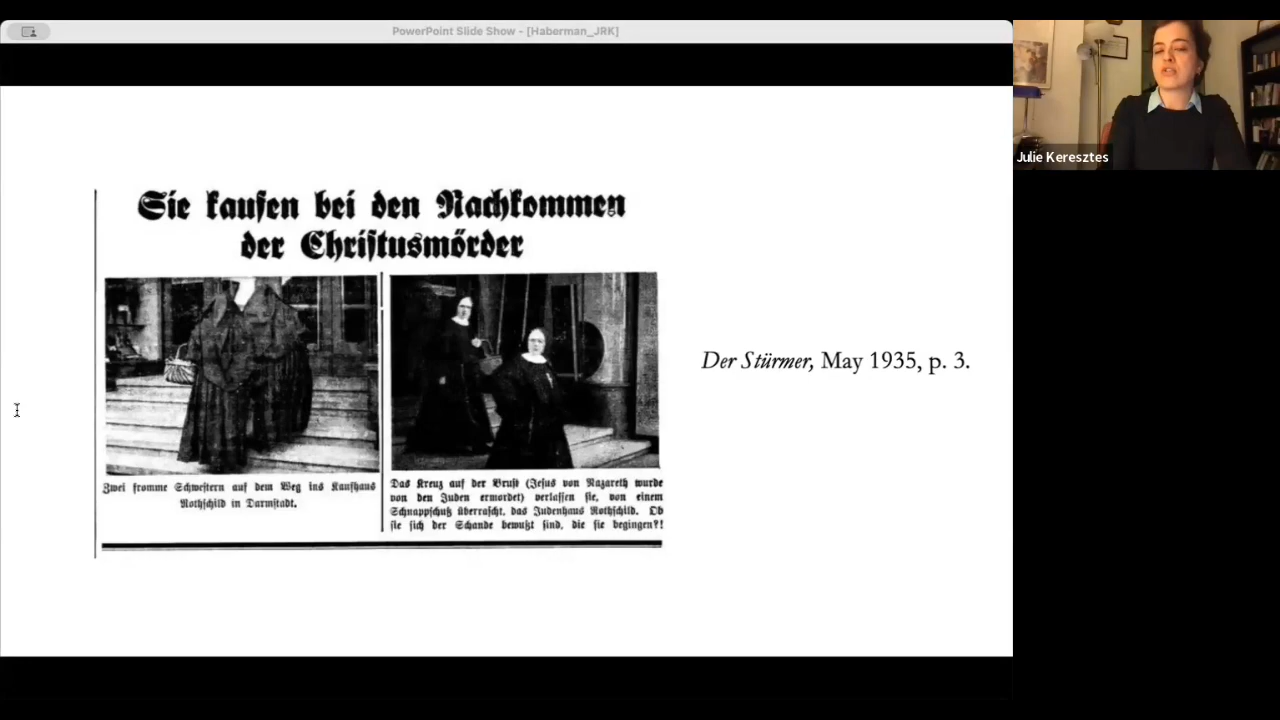 PowerPoint Slide Show - [Haberman_JRK]
Julie Keresztes
Sie kaufen bei den Nachkommen
der Christusmörder
Zwei fromme Schwestern auf dem Weg ins Kaufhaus
Rothschild in Darmstadt.
Das Kreuz auf der Brust (Jesus von Nazareth wurde
von den Juden ermordet) verlassen sie, von einem
Schnappschuß überrascht, das Judenhaus Rothschild. Ob
sie sich der Schande bewußt sind, die sie begingen?!
Der Stürmer, May 1935, p. 3.